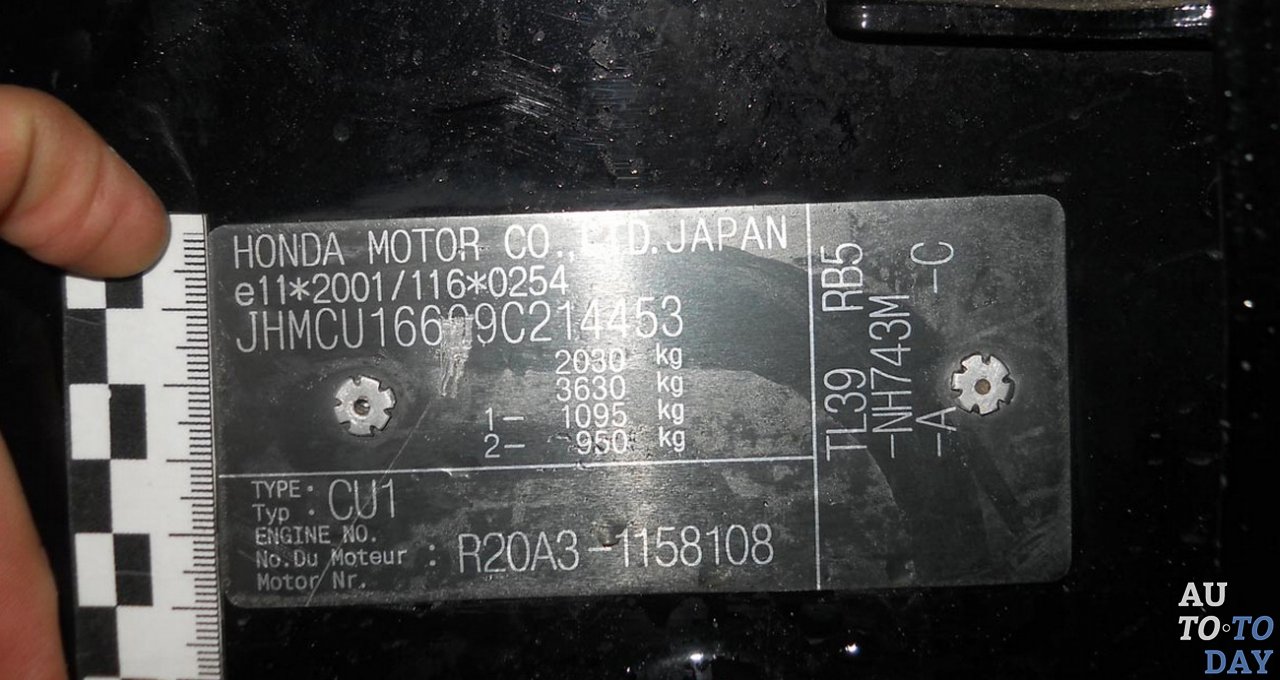 HONDA MOTOR CO., LTD. JAPAN
e11*2001/116*0254
JHMCU16609C214453
2030 kg
3630 kg
1- 1095 kg
2- 950 kg
TYPE :
Typ : CU1
ENGINE NO.
No.Du Moteur : R20A3-1158108
Motor Nr.
TL39 RB5
-NH743M-
-A -C
AU
TO·TO
DAY